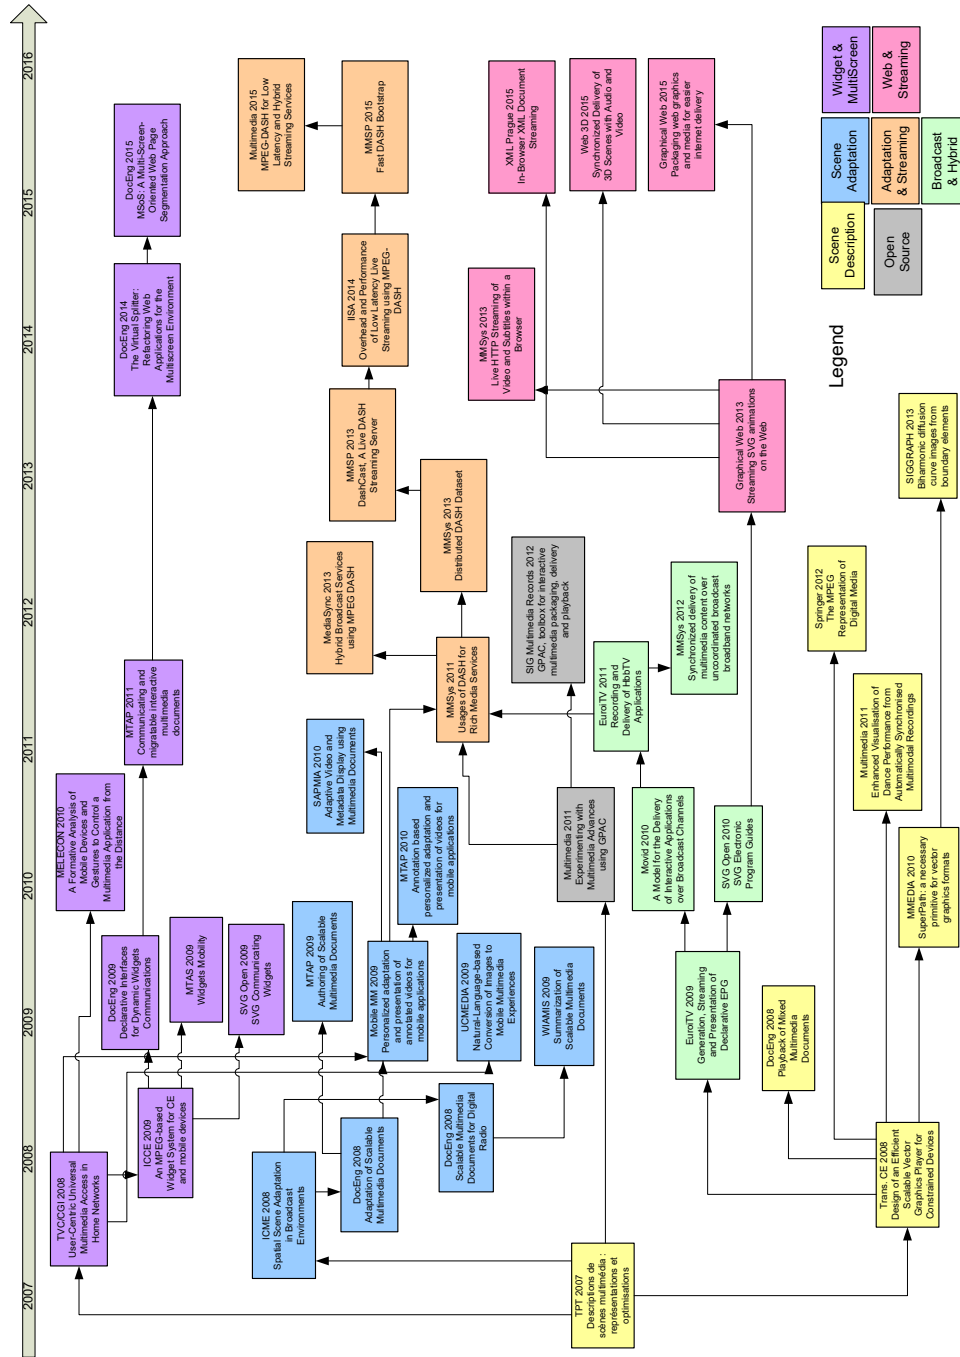 2007
2008
2009
2010
2011
2012
2013
2014
2015
2016
TVC/CGI 2008
User-Centric Universal
Multimedia Access in
Home Networks
MELECON 2010
A Formative Analysis of
Mobile Devices and
Gestures to Control a
Multimedia Application from
the Distance
DocEng 2009
Declarative Interfaces
for Dynamic Widgets
Communications
ICCE 2009
An MPEG-based
Widget System for CE
and mobile devices
MTAS 2009
Widgets Mobility
SVG Open 2009
SVG Communicating
Widgets
MTAP 2011
Communicating and
migratable interactive
multimedia
documents
DocEng 2014
The Virtual Splitter:
Refactoring Web
Applications for the
Multiscreen Environment
DocEng 2015
MSoS: A Multi-Screen-
Oriented Web Page
Segmentation Approach
ICME 2008
Spatial Scene Adaptation
in Broadcast
Environments
DocEng 2008
Adaptation of Scalable
Multimedia Documents
DocEng 2008
Scalable Multimedia
Documents for Digital
Radio
MTAP 2009
Authoring of Scalable
Multimedia Documents
Mobile MM 2009
Personalized adaptation
and presentation of
annotated videos for
mobile applications
UCMEDIA 2009
Natural-Language-based
Conversion of Images to
Mobile Multimedia
Experiences
WIAMIS 2009
Summarization of
Scalable Multimedia
Documents
SAPMIA 2010
Adaptive Video and
Metadata Display using
Multimedia Documents
MTAP 2010
Annotation based
personalized adaptation and
presentation of videos for
mobile applications
MMSys 2011
Usages of DASH for
Rich Media Services
MediaSync 2013
Hybrid Broadcast Services
using MPEG DASH
MMSys 2013
Distributed DASH Dataset
MMSP 2013
DashCast, A Live DASH
Streaming Server
IISA 2014
Overhead and Performance
of Low Latency Live
Streaming using MPEG-
DASH
MMSP 2015
Fast DASH Bootstrap
Multimedia 2015
MPEG-DASH for Low
Latency and Hybrid
Streaming Services
Multimedia 2011
Experimenting with
Multimedia Advances
using GPAC
SIG Multimedia Records 2012
GPAC, toolbox for interactive
multimedia packaging, delivery
and playback
EuroiTV 2009
Generation, Streaming
and Presentation of
Declarative EPG
Movid 2010
A Model for the Delivery
of Interactive Applications
over Broadcast Channels
SVG Open 2010
SVG Electronic
Program Guides
EuroiTV 2011
Recording and
Delivery of HbbTV
Applications
MMSys 2012
Synchronized delivery of
multimedia content over
uncoordinated broadcast
broadband networks
Graphical Web 2013
Streaming SVG animations
on the Web
MMSys 2013
Live HTTP Streaming of
Video and Subtitles within a
Browser
XML Prague 2015
In-Browser XML Document
Streaming
Web 3D 2015
Synchronized Delivery of
3D Scenes with Audio and
Video
Graphical Web 2015
Packaging web graphics
and media for easier
internet delivery
TPT 2007
Descriptions de
scènes multimédia :
représentations et
optimisations
Trans. CE 2008
Design of an Efficient
Scalable Vector
Graphics Player for
Constrained Devices
DocEng 2008
Playback of Mixed
Multimedia
Documents
MMEDIA 2010
SuperPath: a necessary
primitive for vector
graphics formats
Multimedia 2011
Enhanced Visualisation of
Dance Performance from
Automatically Synchronised
Multimodal Recordings
Springer 2012
The MPEG
Representation of
Digital Media
SIGGRAPH 2013
Biharmonic diffusion
curve images from
boundary elements
Legend
Scene
Description
Scene
Adaptation
Widget &
MultiScreen
Open
Source
Adaptation
& Streaming
Web &
Streaming
Broadcast
& Hybrid